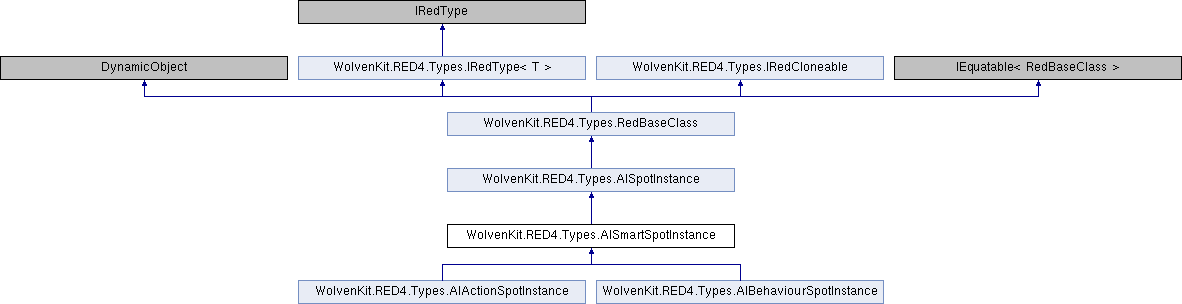 IRedType
DynamicObject
WolvenKit.RED4.Types.IRedType< T >
WolvenKit.RED4.Types.IRedCloneable
IEquatable< RedBaseClass >
WolvenKit.RED4.Types.RedBaseClass
WolvenKit.RED4.Types.AISpotInstance
WolvenKit.RED4.Types.AISmartSpotInstance
WolvenKit.RED4.Types.AIActionSpotInstance
WolvenKit.RED4.Types.AIBehaviourSpotInstance